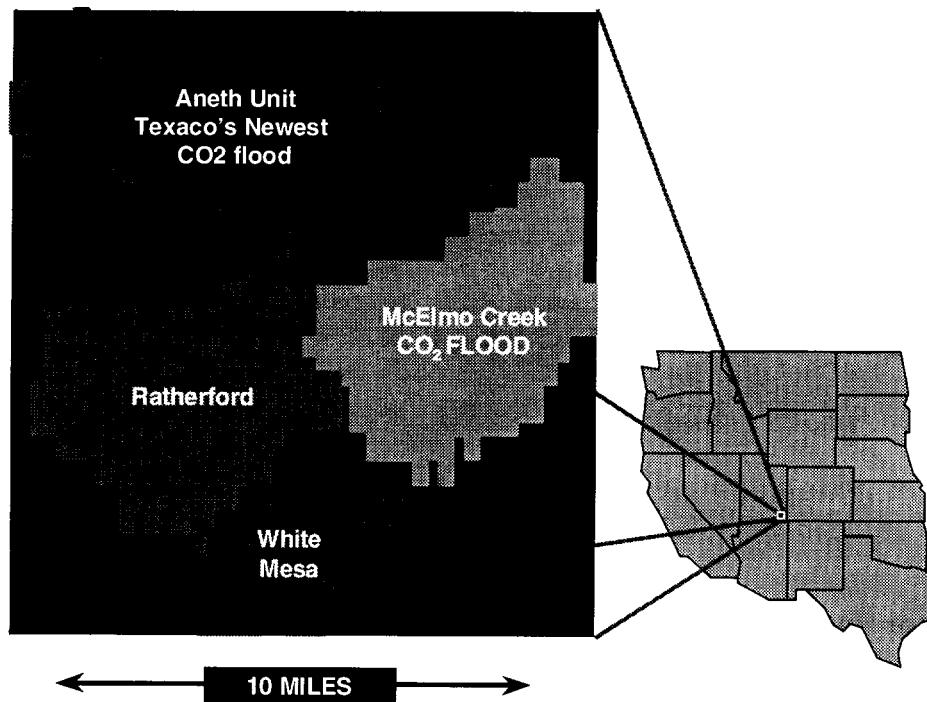 Aneth Unit
Texaco's Newest
CO2 flood
McElmo Creek
CO₂ FLOOD
Ratherford
White
Mesa
10 MILES